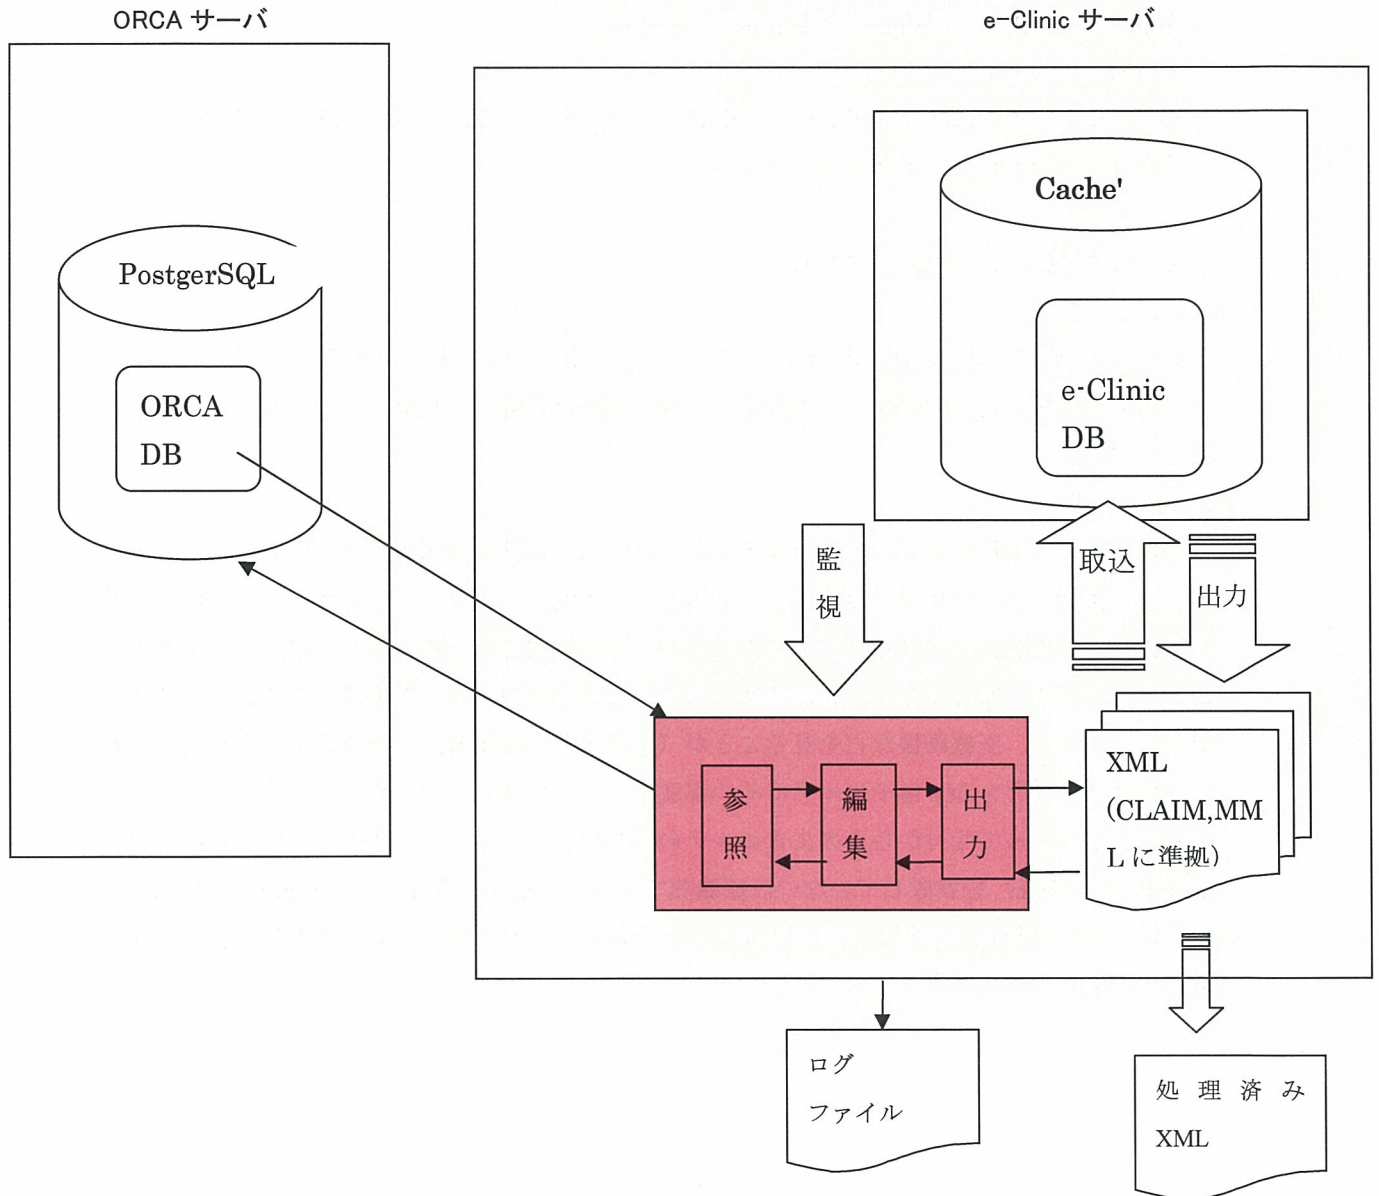 ORCA サーバ
e-Clinic サーバ
Cache'
PostgerSQL
ORCA
DB
e-Clinic
DB
監
視
取込
出力
参
照
編
集
出
力
XML
(CLAIM,MM
L に準拠)
ログ
ファイル
処 理 済 み
XML